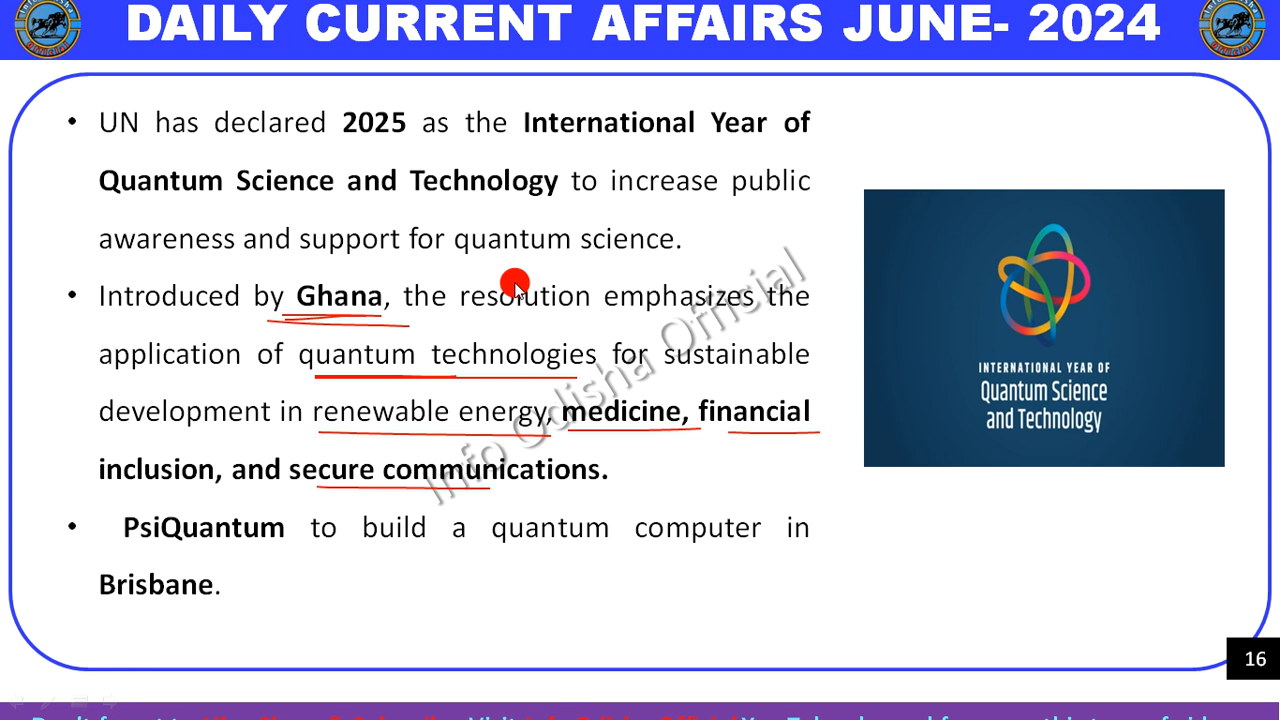 DAILY CURRENT AFFAIRS JUNE- 2024
• UN has declared 2025 as the International Year of
Quantum Science and Technology to increase public
awareness and support for quantum science.
• Introduced by Ghana, the resolution emphasizes the
application of quantum technologies for sustainable
development in renewable energy, medicine, financial
inclusion, and secure communications.
• PsiQuantum to build a quantum computer in
Brisbane.
INTERNATIONAL YEAR OF
Quantum Science
and Technology
Info Odisha Official
16